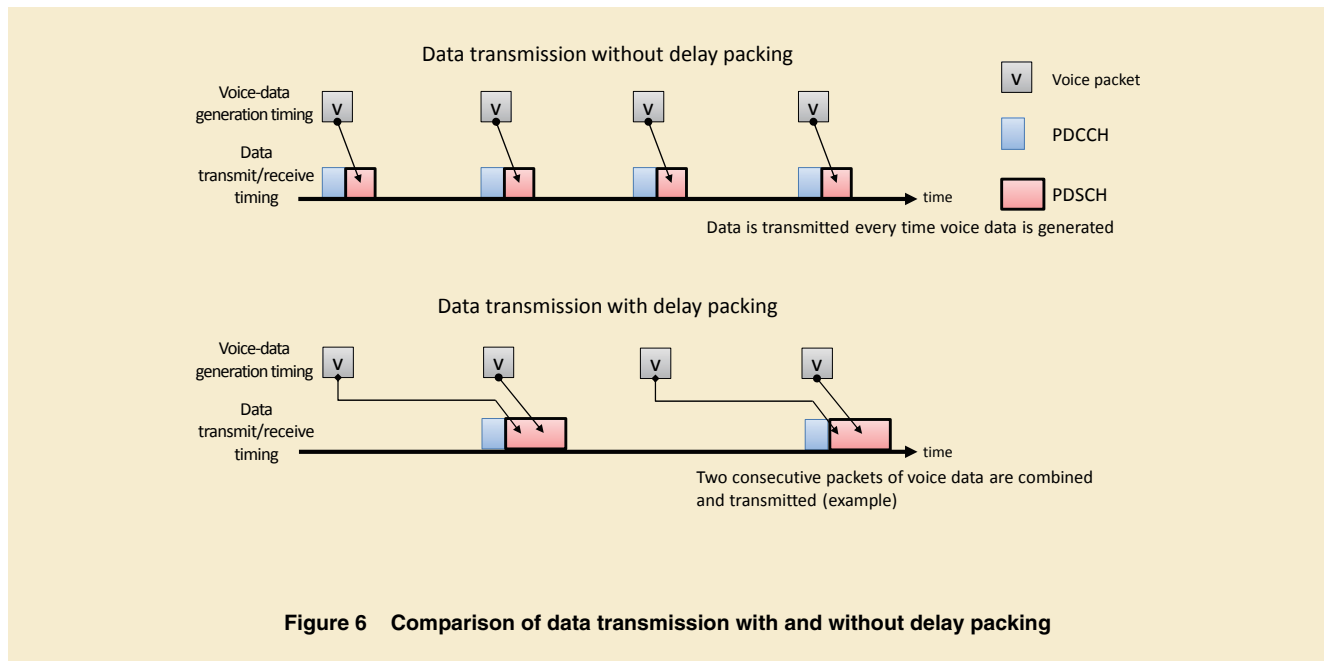 Data transmission without delay packing
Voice-data
generation timing
V
V
V
V
V
Voice packet
PDCCH
PDSCH
Data
transmit/receive
timing
time
Data is transmitted every time voice data is generated
Data transmission with delay packing
Voice-data
generation timing
V
V
V
V
Data
transmit/receive
timing
time
Two consecutive packets of voice data are combined
and transmitted (example)
Figure 6 Comparison of data transmission with and without delay packing